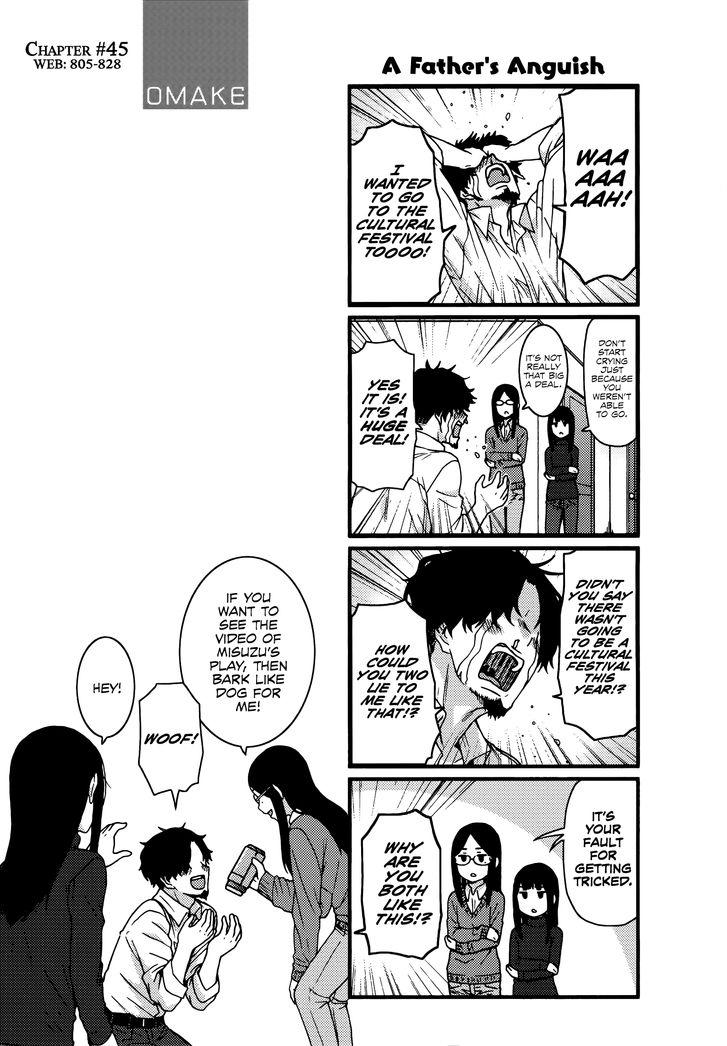 CHAPTER #45
WEB: 805-828
OMAKE
A Father's Anguish
WAA
AAA
AAH!
I
WANTED
TO GO
TO THE
CULTURAL
FESTIVAL
TOOOO!
DON'T
START
CRYING
JUST
BECAUSE
YOU
WEREN'T
ABLE
TO GO.
IT'S NOT
REALLY
THAT BIG
A DEAL.
YES
IT IS!
IT'S A
HUGE
DEAL!
DIDN'T
YOU SAY
THERE
WASN'T
GOING
TO BE A
CULTURAL
FESTIVAL
THIS
YEAR!?
HOW
COULD
YOU TWO
LIE TO
ME LIKE
THAT!?
IT'S
YOUR
FAULT
FOR
GETTING
TRICKED.
WHY
ARE
YOU
BOTH
LIKE
THIS!?
IF YOU
WANT TO
SEE THE
VIDEO OF
MISUZU'S
PLAY, THEN
BARK LIKE
DOG FOR
ME!
WOOF!
HEY!